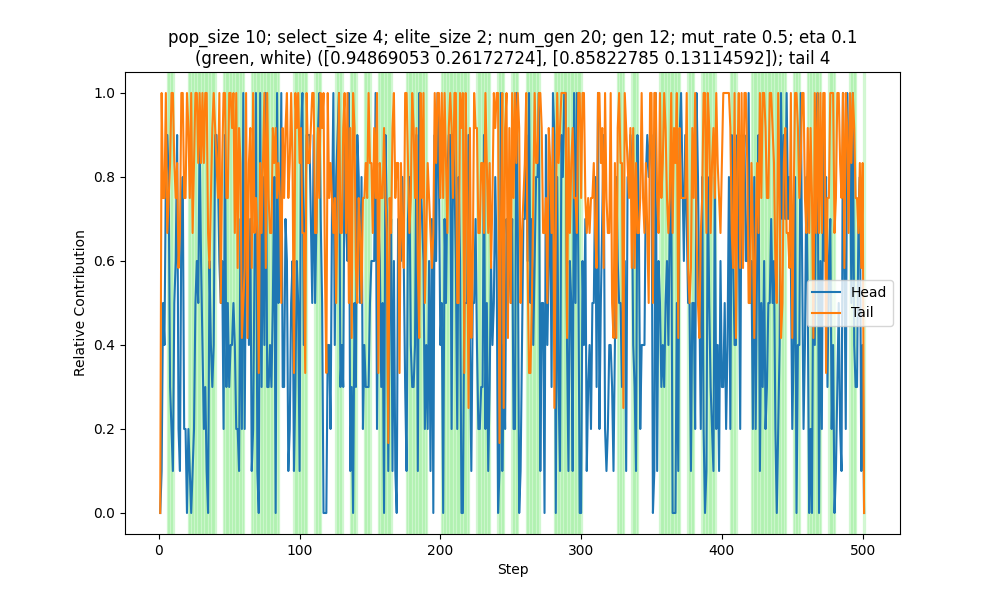 pop_size 10; select_size 4; elite_size 2; num_gen 20; gen 12; mut_rate 0.5; eta 0.1
(green, white) ([0.94869053 0.26172724], [0.85822785 0.13114592]); tail 4
1.0
0.8
0.6
0.4
0.2
0.0
Relative Contribution
Head
Tail
0
100
200
300
400
500
Step